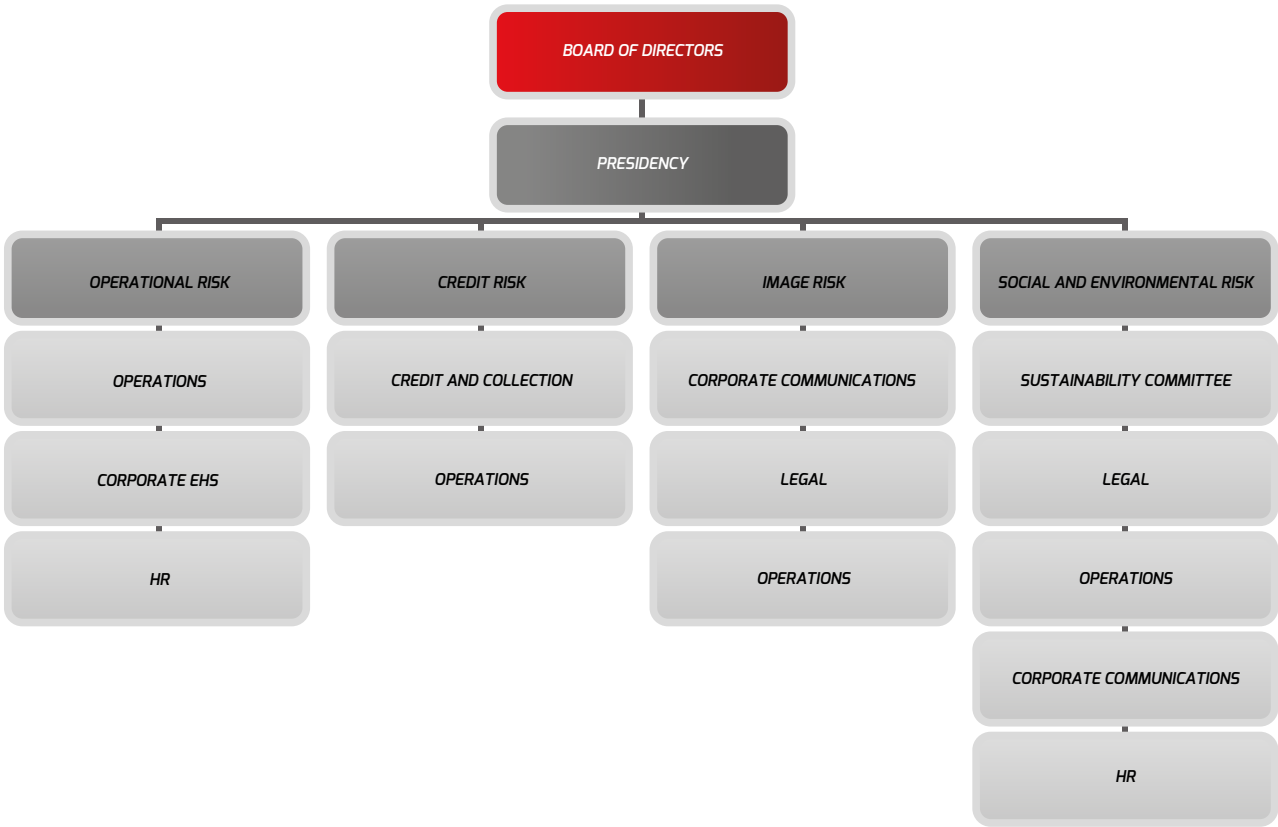 BOARD OF DIRECTORS
PRESIDENCY
OPERATIONAL RISK
OPERATIONS
CORPORATE EHS
HR
CREDIT RISK
CREDIT AND COLLECTION
OPERATIONS
IMAGE RISK
CORPORATE COMMUNICATIONS
LEGAL
OPERATIONS
SOCIAL AND ENVIRONMENTAL RISK
SUSTAINABILITY COMMITTEE
LEGAL
OPERATIONS
CORPORATE COMMUNICATIONS
HR